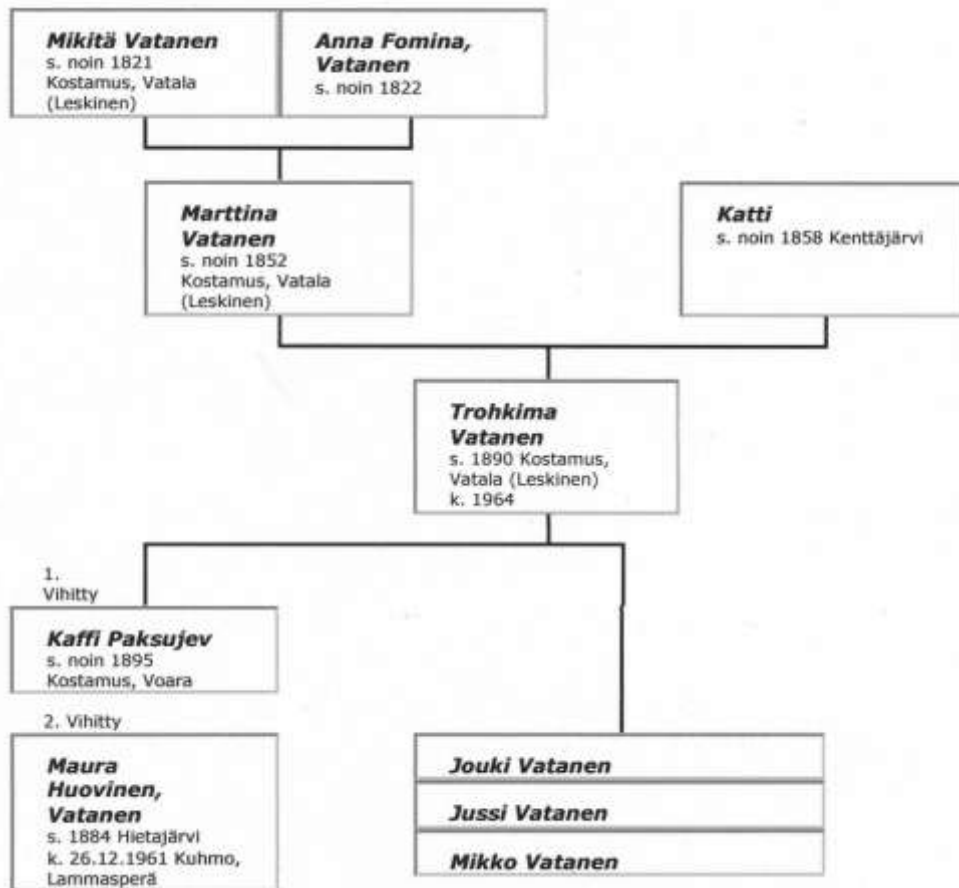 Mikitä Vatanen
s. noin 1821
Kostamus, Vatala
(Leskinen)
Anna Fomina,
Vatanen
s. noin 1822
Marttina
Vatanen
s. noin 1852
Kostamus, Vatala
(Leskinen)
Katti
s. noin 1858 Kenttäjärvi
Trohkima
Vatanen
s. 1890 Kostamus,
Vatala (Leskinen)
k. 1964
1.
Vihitty
Kaffi Paksujev
s. noin 1895
Kostamus, Voara
2. Vihitty
Maura
Huovinen,
Vatanen
s. 1884 Hietajärvi
k. 26.12.1961 Kuhmo,
Lammasperä
Jouki Vatanen
Jussi Vatanen
Mikko Vatanen